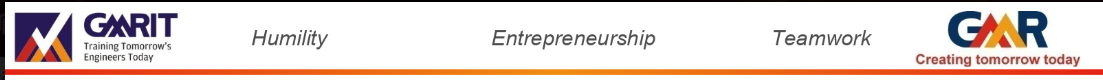 GMRIT
Training Tomorrow's
Engineers Today
Humility
Entrepreneurship
Teamwork
GMR
Creating tomorrow today